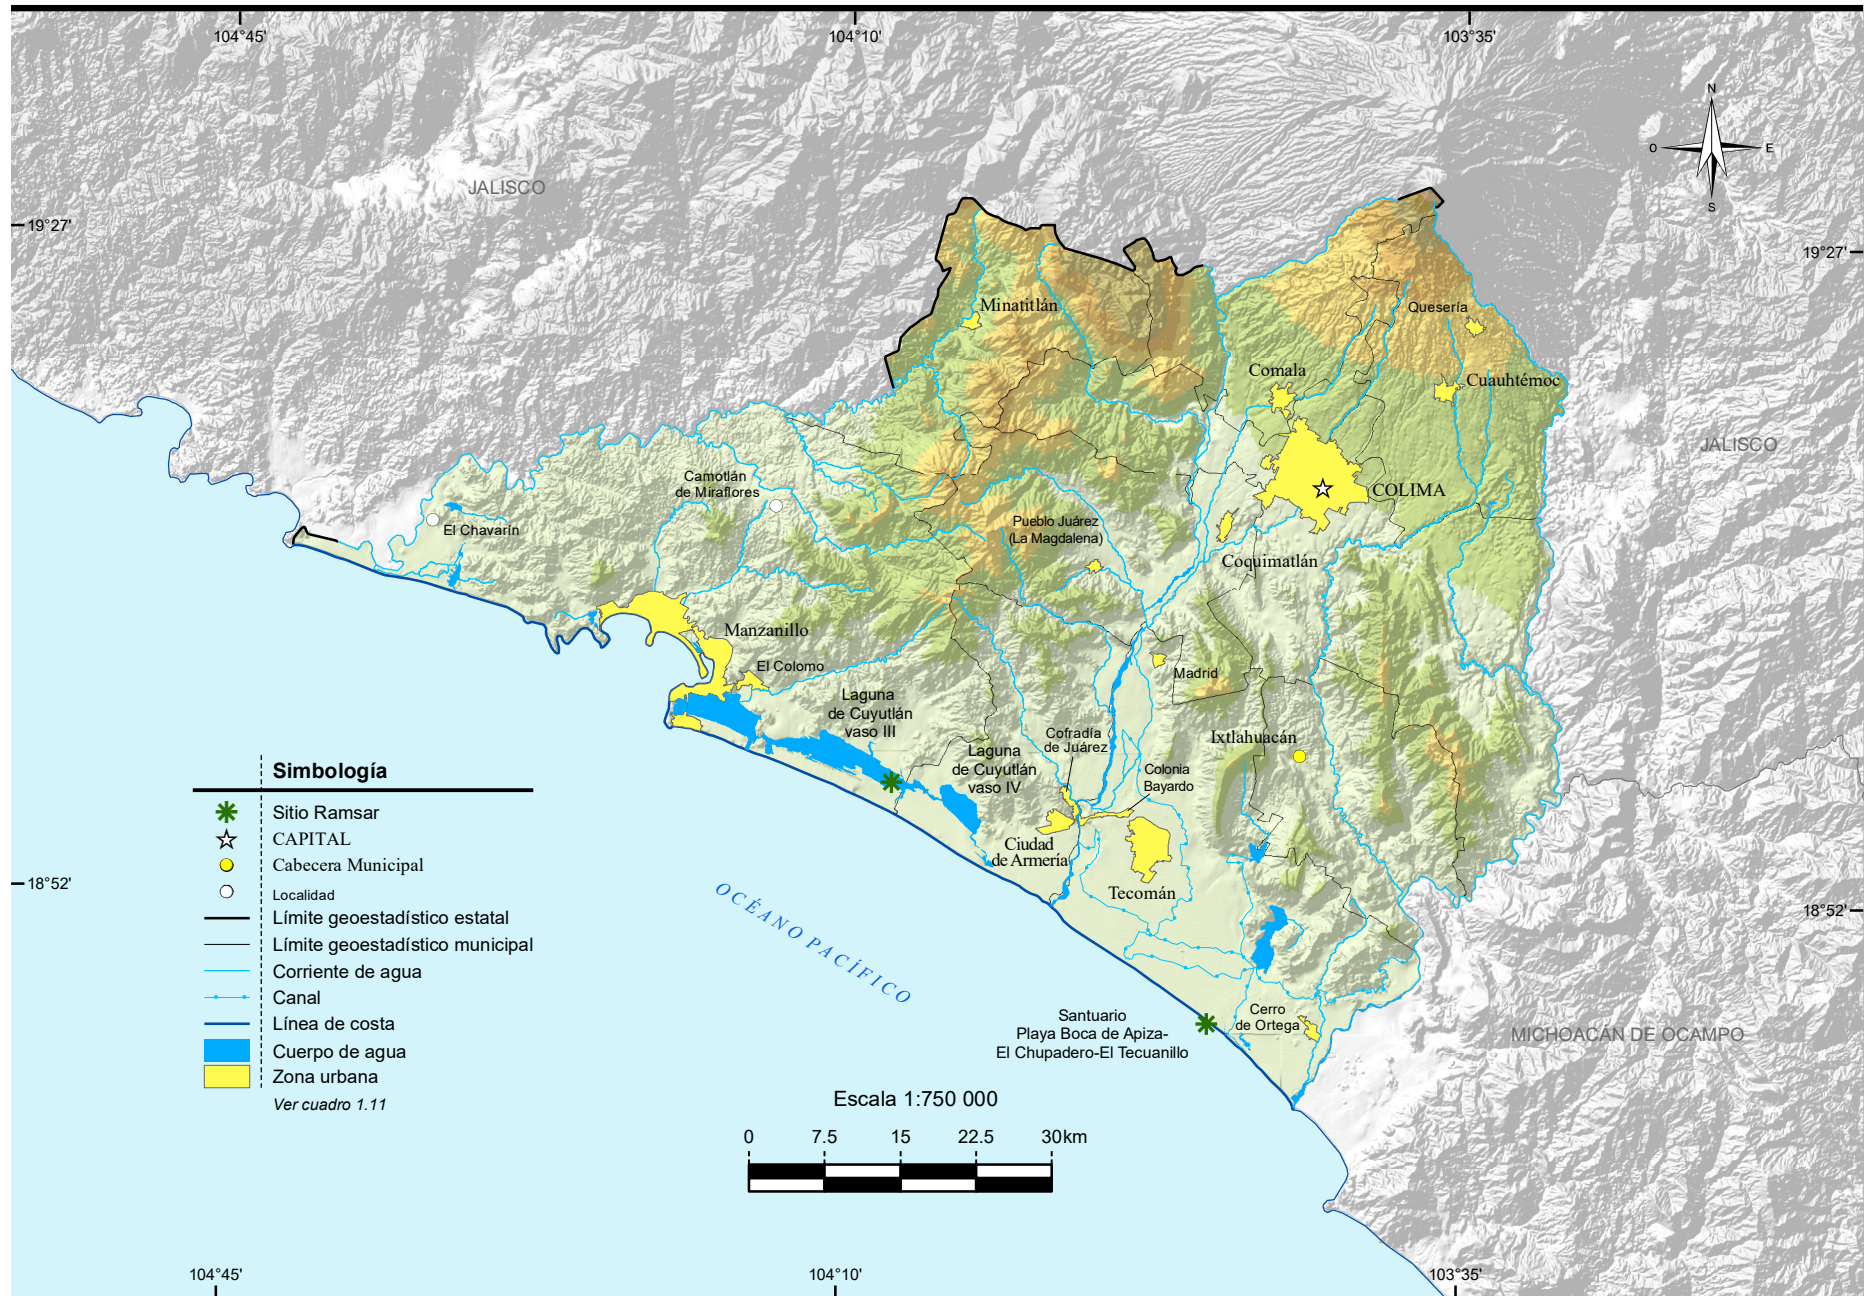 104°45'
104°10'
103°35'
N
O
E
S
JALISCO
19°27'
19°27'
Minatitlán
Quesería
Comala
Cuauhtémoc
JALISCO
Camotlán
de Miraflores
COLIMA
El Chavarín
Pueblo Juárez
(La Magdalena)
Coquimatlán
Manzanillo
El Colomo
Madrid
Laguna
de Cuyutlán
vaso III
Cofradía
de Juárez
Ixtlahuacán
Laguna
de Cuyutlán
vaso IV
Colonia
Bayardo
Ciudad
de Armería
Tecomán
18°52'
18°52'
OCÉANO PACÍFICO
Cerro
de Ortega
Santuario
Playa Boca de Apiza-
El Chupadero-El Tecuanillo
MICHOACÁN DE OCAMPO
Simbología
Sitio Ramsar
CAPITAL
Cabecera Municipal
Localidad
Límite geoestadístico estatal
Límite geoestadístico municipal
Corriente de agua
Canal
Línea de costa
Cuerpo de agua
Zona urbana
Ver cuadro 1.11
Escala 1:750 000
0 7.5 15 22.5 30km
104°45'
104°10'
103°35'